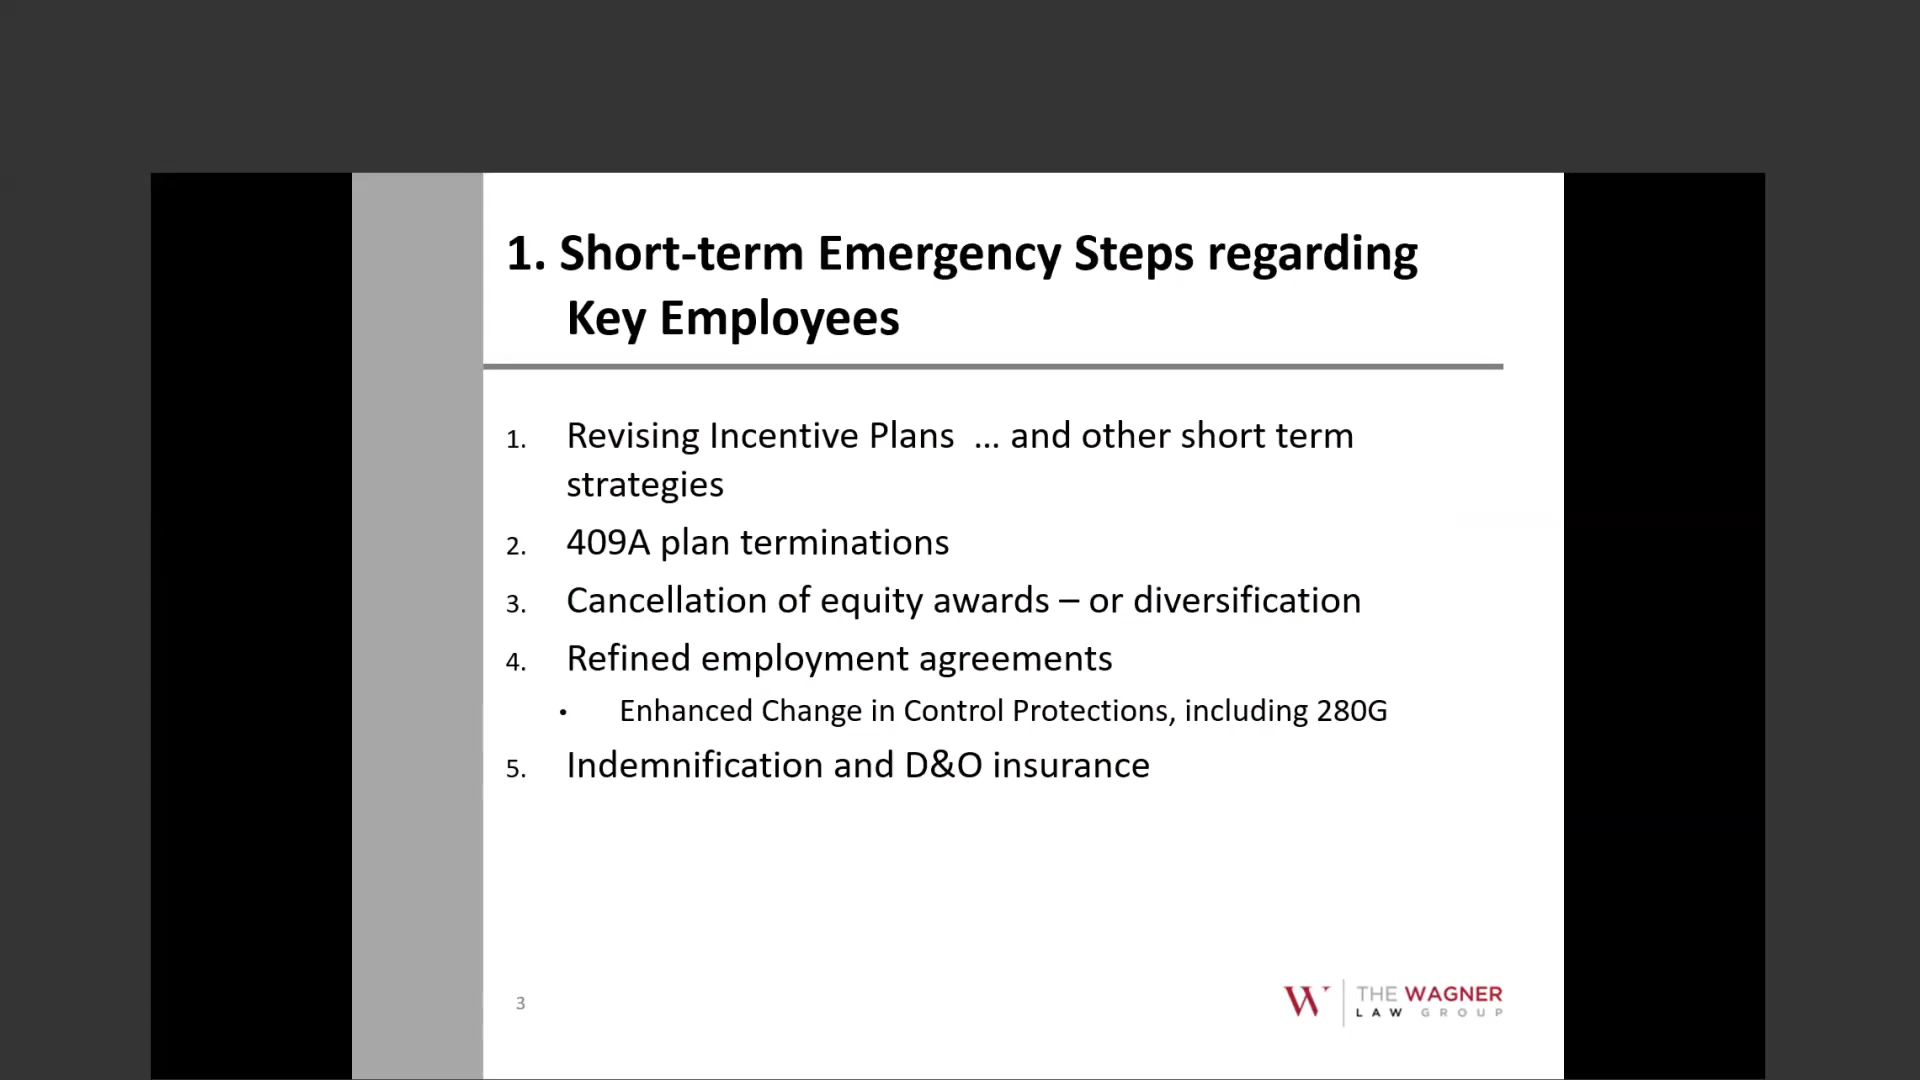 1. Short-term Emergency Steps regarding
Key Employees
1. Revising Incentive Plans ... and other short term
strategies
2. 409A plan terminations
3. Cancellation of equity awards – or diversification
4. Refined employment agreements
• Enhanced Change in Control Protections, including 280G
5. Indemnification and D&O insurance
3
W THE WAGNER
LAW GROUP